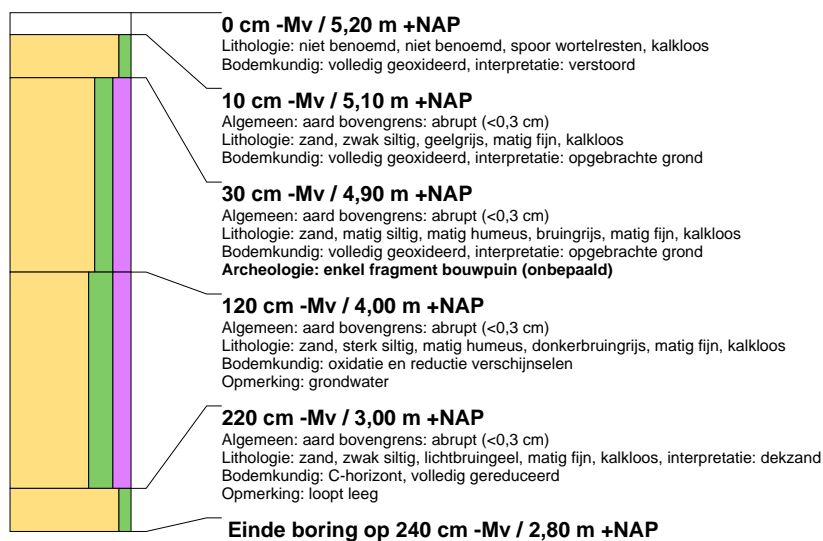 0 cm -Mv / 5,20 m +NAP
Lithologie: niet benoemd, niet benoemd, spoor wortelresten, kalkloos
Bodemkundig: volledig geoxideerd, interpretatie: verstoord
10 cm -Mv / 5,10 m +NAP
Algemeen: aard bovengrens: abrupt (<0,3 cm)
Lithologie: zand, zwak siltig, geelgrijs, matig fijn, kalkloos
Bodemkundig: volledig geoxideerd, interpretatie: opgebrachte grond
30 cm -Mv / 4,90 m +NAP
Algemeen: aard bovengrens: abrupt (<0,3 cm)
Lithologie: zand, matig siltig, matig humeus, bruingrijs, matig fijn, kalkloos
Bodemkundig: volledig geoxideerd, interpretatie: opgebrachte grond
Archeologie: enkel fragment bouwpuin (onbepaald)
120 cm -Mv / 4,00 m +NAP
Algemeen: aard bovengrens: abrupt (<0,3 cm)
Lithologie: zand, sterk siltig, matig humeus, donkerbruingrijs, matig fijn, kalkloos
Bodemkundig: oxidatie en reductie verschijnselen
Opmerking: grondwater
220 cm -Mv / 3,00 m +NAP
Algemeen: aard bovengrens: abrupt (<0,3 cm)
Lithologie: zand, zwak siltig, lichtbruingeel, matig fijn, kalkloos, interpretatie: dekzand
Bodemkundig: C-horizont, volledig gereduceerd
Opmerking: loopt leeg
Einde boring op 240 cm -Mv / 2,80 m +NAP